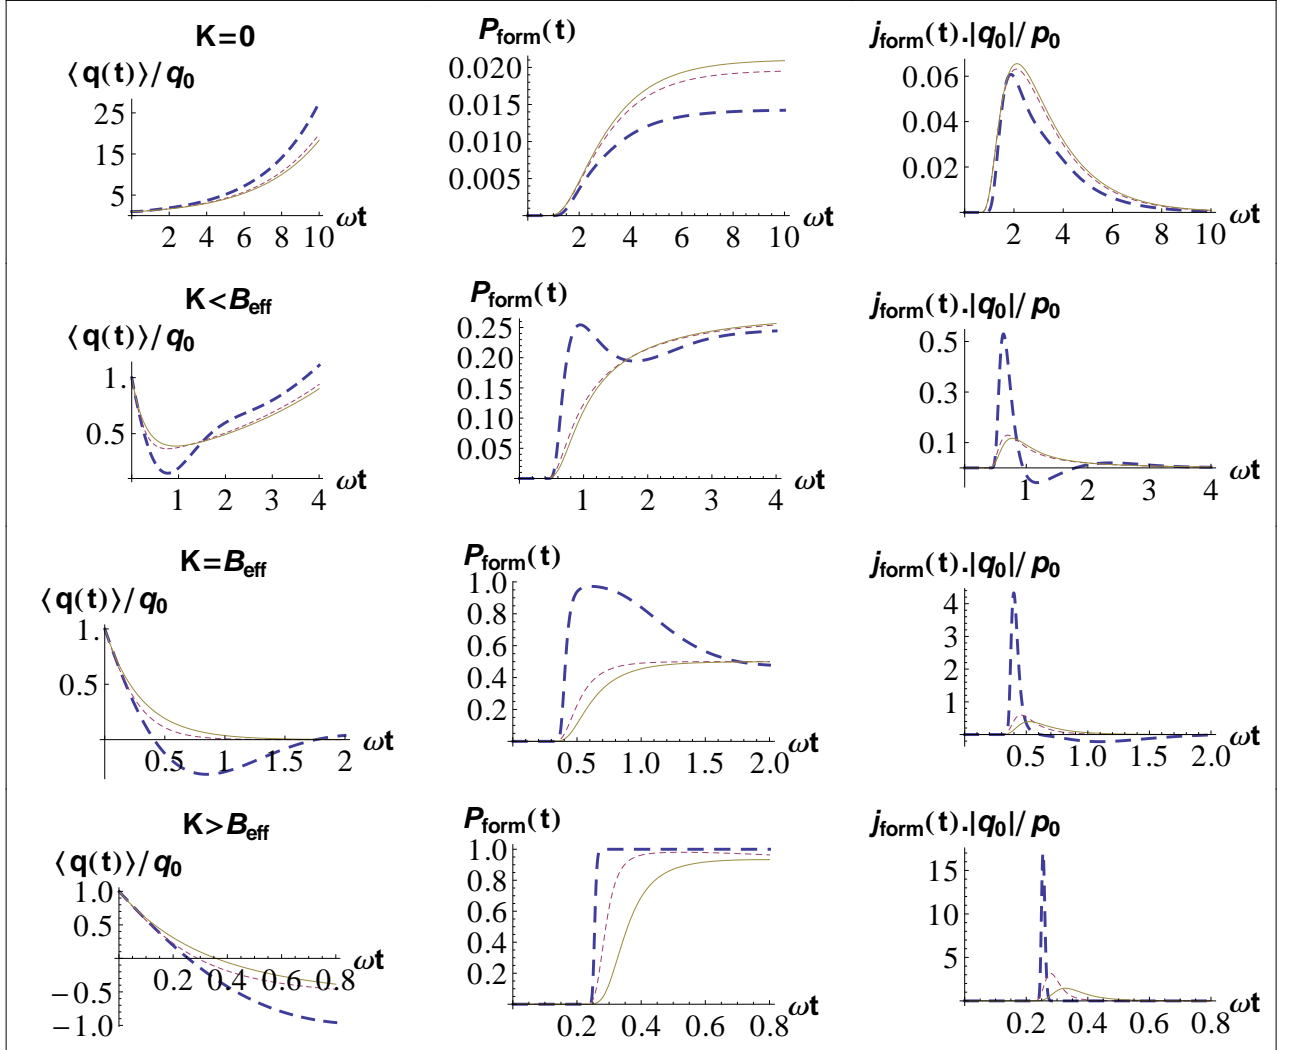 K=0
⟨q(t)⟩/q₀
25
15
5
2 4 6 8 10 ωt
P_form(t)
0.020
0.015
0.010
0.005
2 4 6 8 10
j_form(t).|q₀|/p₀
0.06
0.04
0.02
2 4 6 8 10
K<B_eff
⟨q(t)⟩/q₀
1.
0.5
1 2 3 4 ωt
P_form(t)
0.25
0.20
0.15
0.10
0.05
1 2 3 4 ωt
j_form(t).|q₀|/p₀
0.5
0.3
0.1
1 2 3 4 ωt
K=B_eff
⟨q(t)⟩/q₀
1.
0.5
0.5 1 1.5 2 ωt
P_form(t)
1.0
0.8
0.6
0.4
0.2
0.5 1.0 1.5 2.0 ωt
j_form(t).|q₀|/p₀
4
3
2
1
0.5 1.0 1.5 2.0 ωt
K>B_eff
⟨q(t)⟩/q₀
1.0
0.5
0.2 0.4 0.6 0.8 ωt
−0.5
−1.0
P_form(t)
1.0
0.8
0.6
0.4
0.2
0.2 0.4 0.6 0.8 ωt
j_form(t).|q₀|/p₀
15
10
5
0.2 0.4 0.6 0.8 ωt